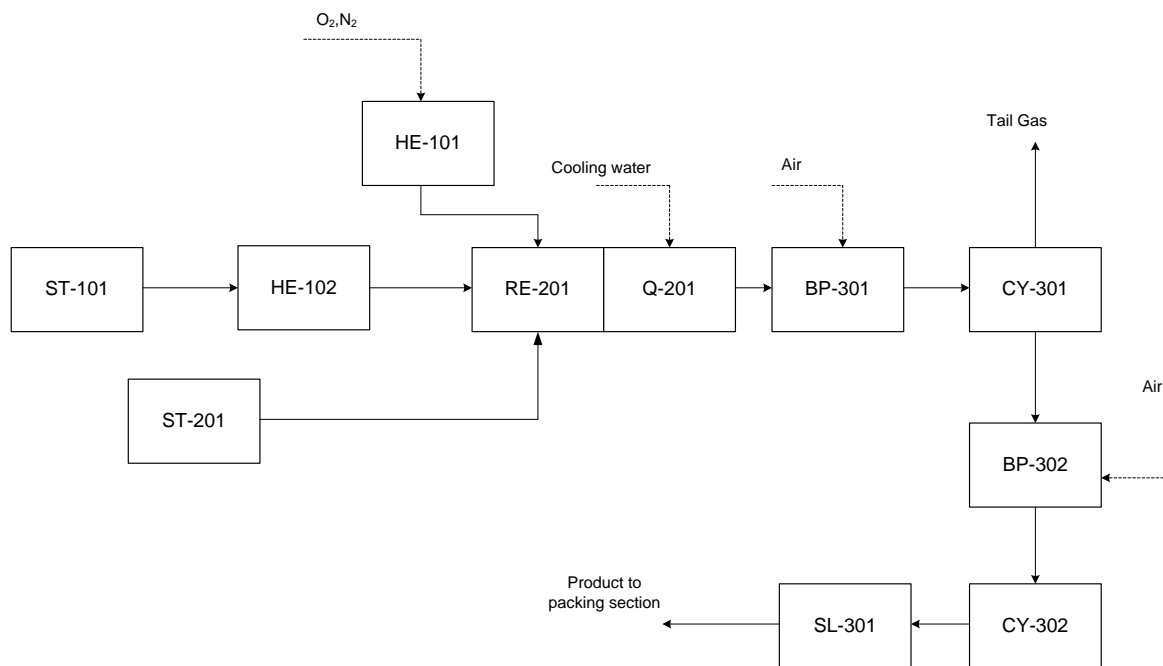 O₂,N₂
HE-101
Tail Gas
Cooling water
Air
ST-101
HE-102
RE-201
Q-201
BP-301
CY-301
ST-201
Air
BP-302
Product to
packing section
SL-301
CY-302